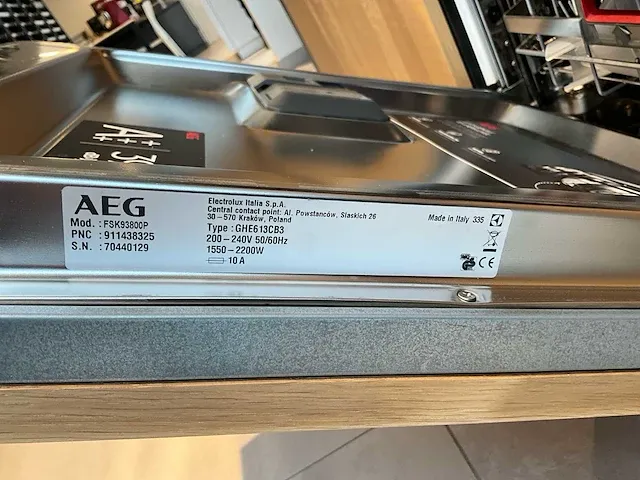 A++
AEG
Mod. : FSK93800P
PNC : 911438325
S.N. : 70440129
Electrolux Italia S.p.A.
Central contact point: Al. Powstanców, Slaskich 26
30-570 Kraków, Poland
Type : GHE613CB3
200-240V 50/60Hz
1550-2200W
10 A
Made in Italy 335
CE